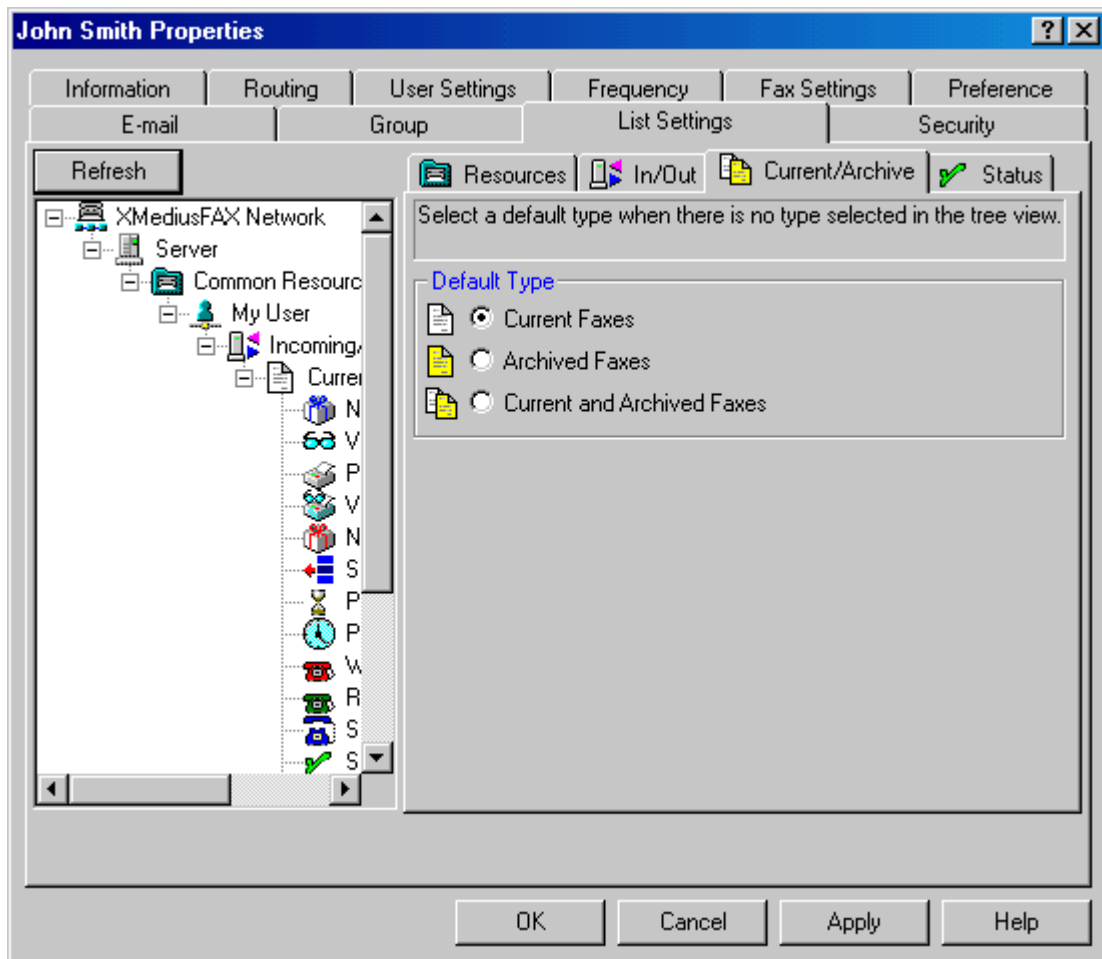 John Smith Properties
Information Routing User Settings Frequency Fax Settings Preference
E-mail Group List Settings Security
Refresh
Resources In/Out Current/Archive Status
Select a default type when there is no type selected in the tree view.
XMediusFAX Network
Server
Common Resourc
My User
Incoming/
Curre
N
V
P
V
N
S
P
P
W
R
S
S
Default Type
Current Faxes
Archived Faxes
Current and Archived Faxes
OK Cancel Apply Help